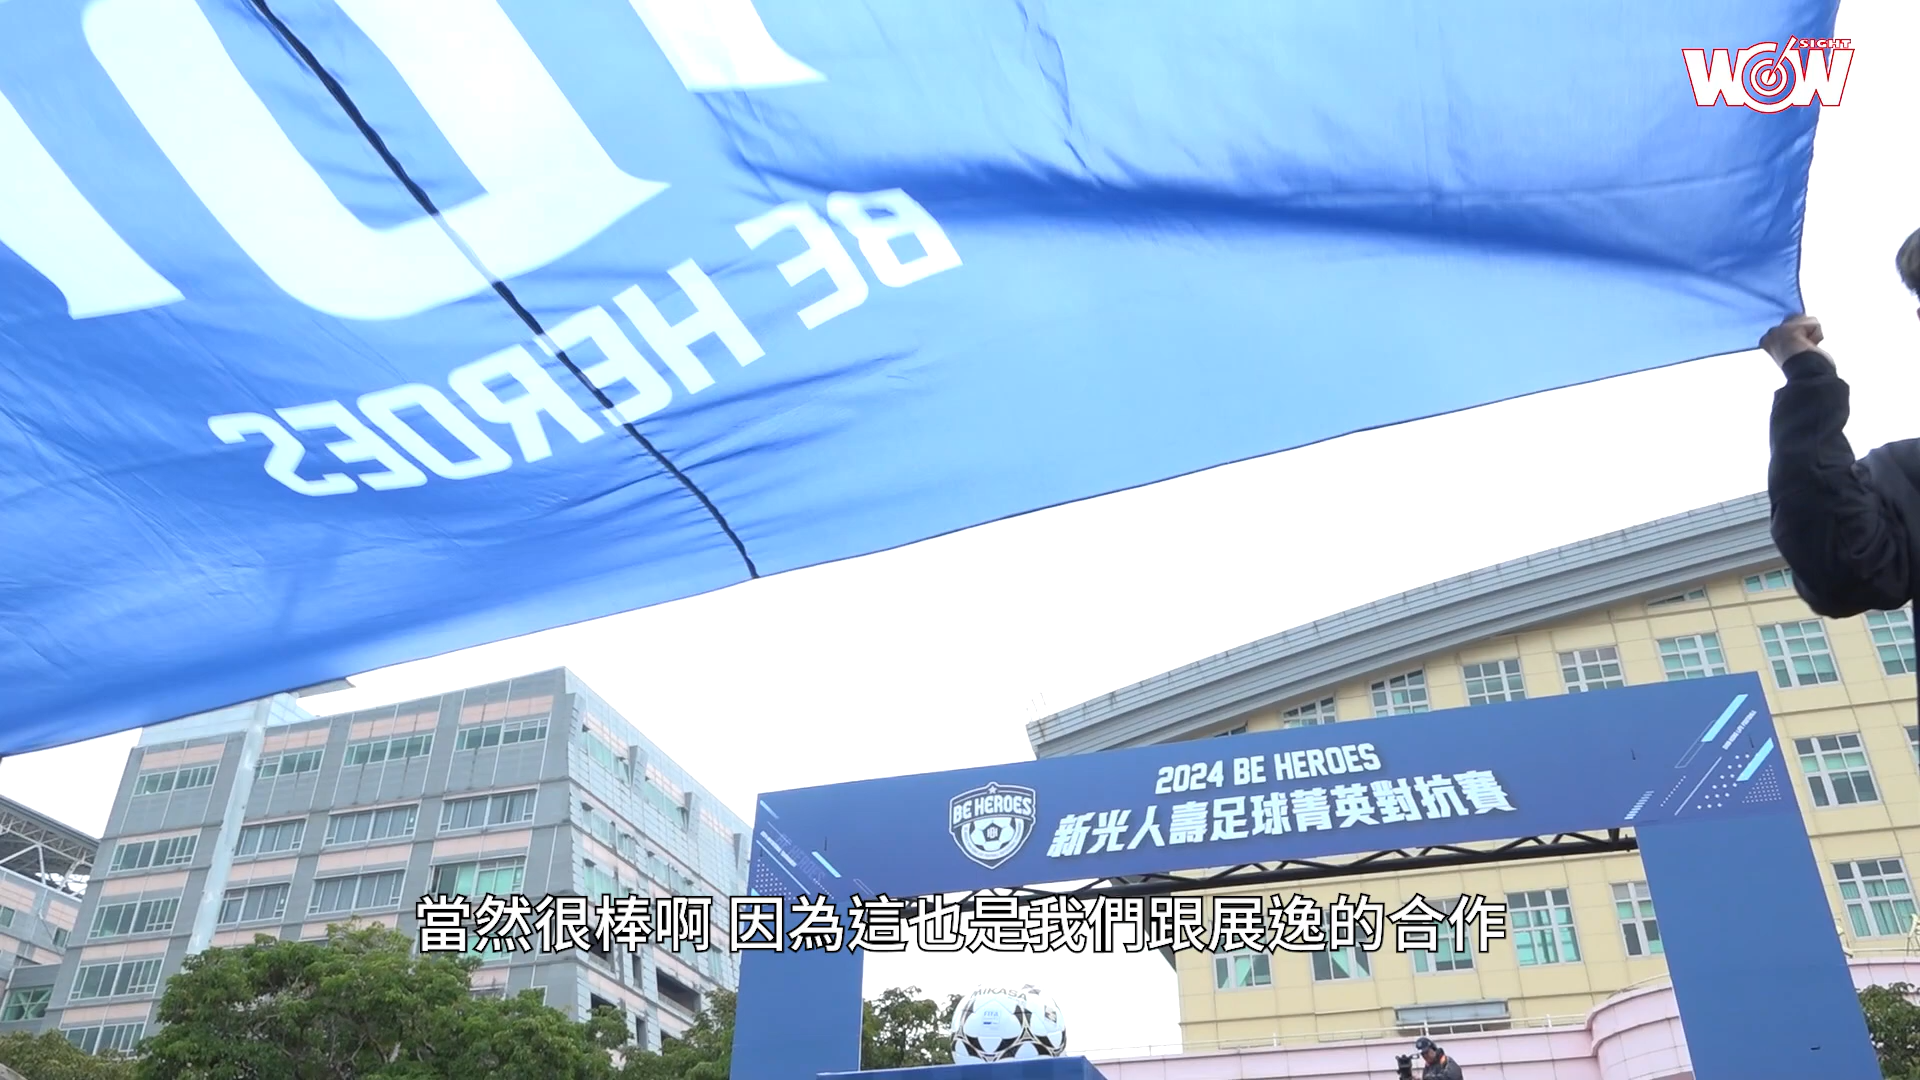 WOW
SIGHT
BE HEROES
2024 BE HEROES
BE HEROES
新光人壽足球菁英對抗賽
當然很棒啊 因為這也是我們跟展逸的合作
MIKASA
FIFA